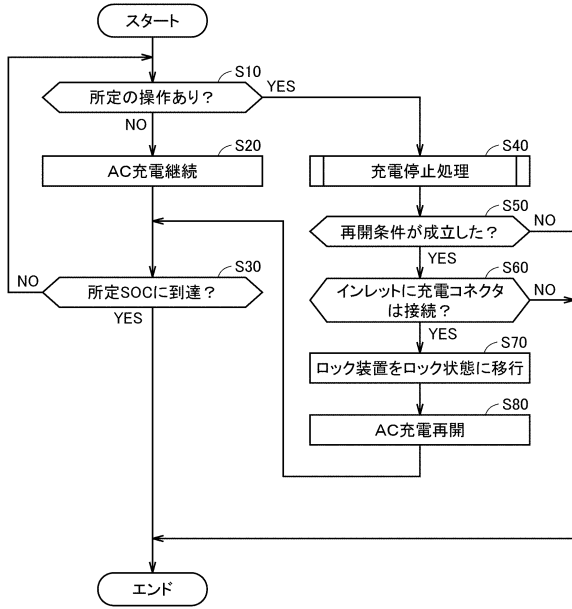 スタート
S10
所定の操作あり？
YES
NO
S20
AC充電継続
S40
充電停止処理
S50
再開条件が成立した？
NO
YES
S30
所定SOCに到達？
NO
YES
S60
インレットに充電コネクタ
は接続？
NO
YES
S70
ロック装置をロック状態に移行
S80
AC充電再開
エンド